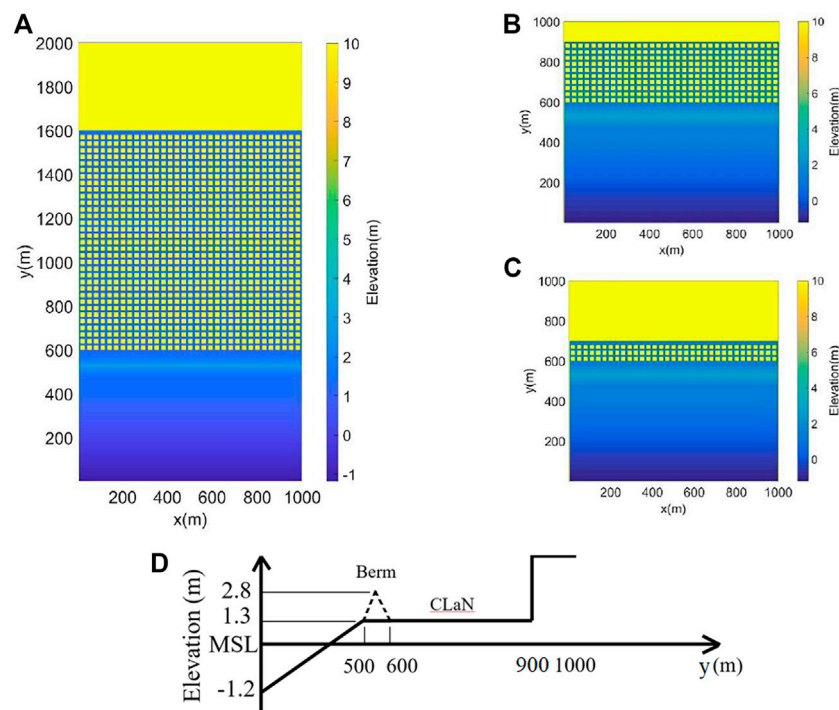 A
2000
1800
1600
1400
1200
1000
800
600
400
200
y(m)
200 400 600 800 1000
x(m)
10
9
8
7
6
5
4
3
2
1
0
-1
Elevation(m)
B
1000
800
600
400
200
y(m)
200 400 600 800 1000
x(m)
10
8
6
4
2
0
Elevation(m)
C
1000
800
600
400
200
y(m)
200 400 600 800 1000
x(m)
10
8
6
4
2
0
Elevation(m)
D
Elevation (m)
Berm
2.8
CLaN
1.3
MSL
500 600 900 1000 y (m)
-1.2